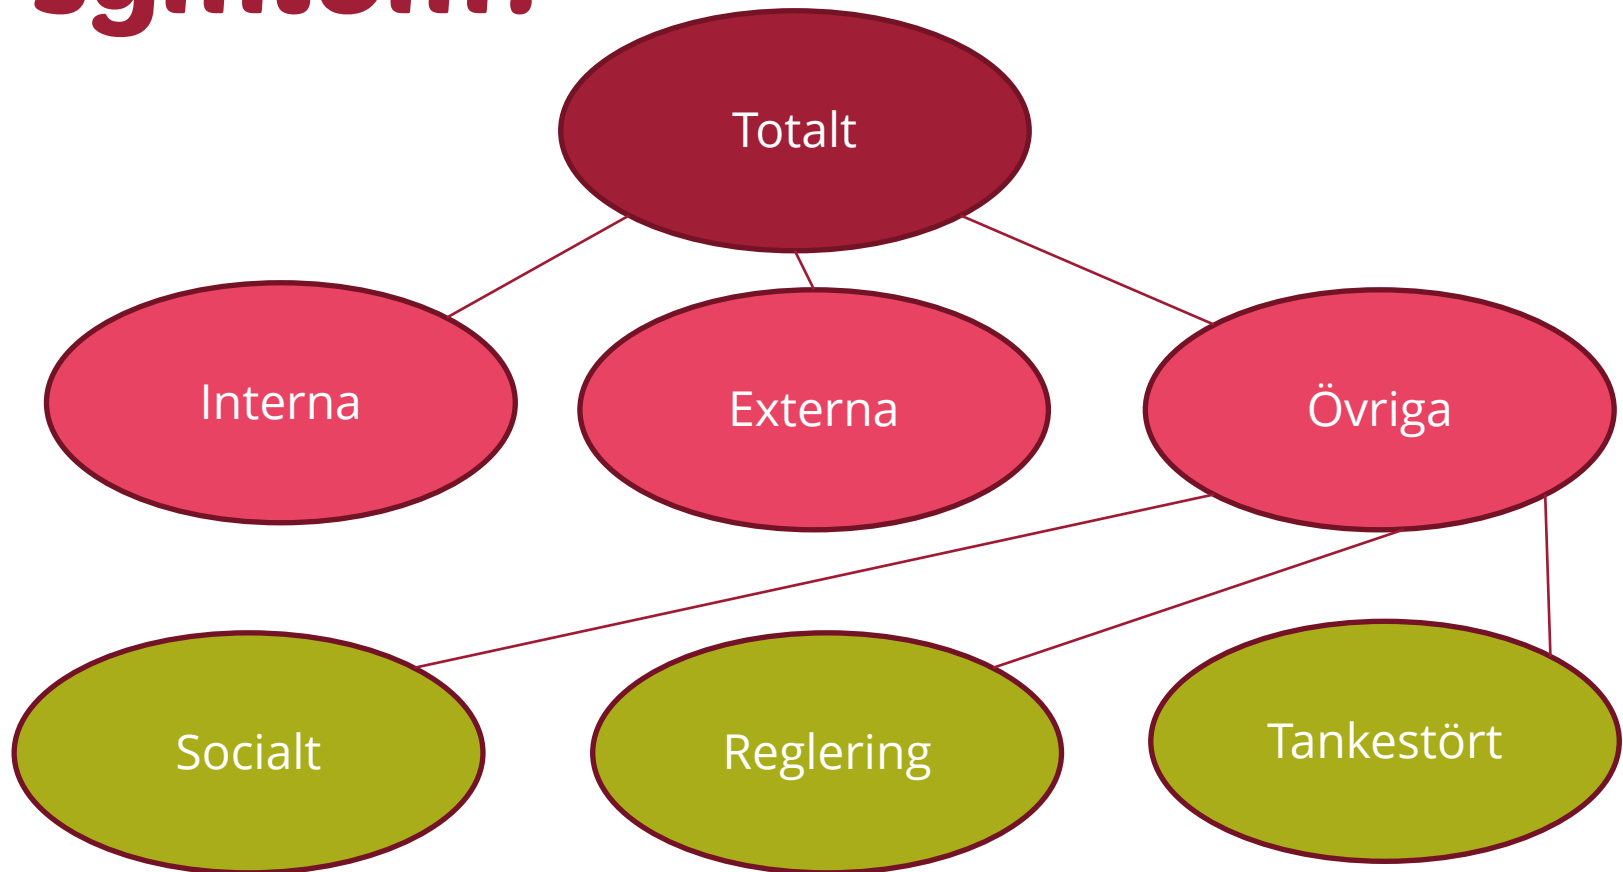 Totalt
Interna
Externa
Övriga
Socialt
Reglering
Tankestört